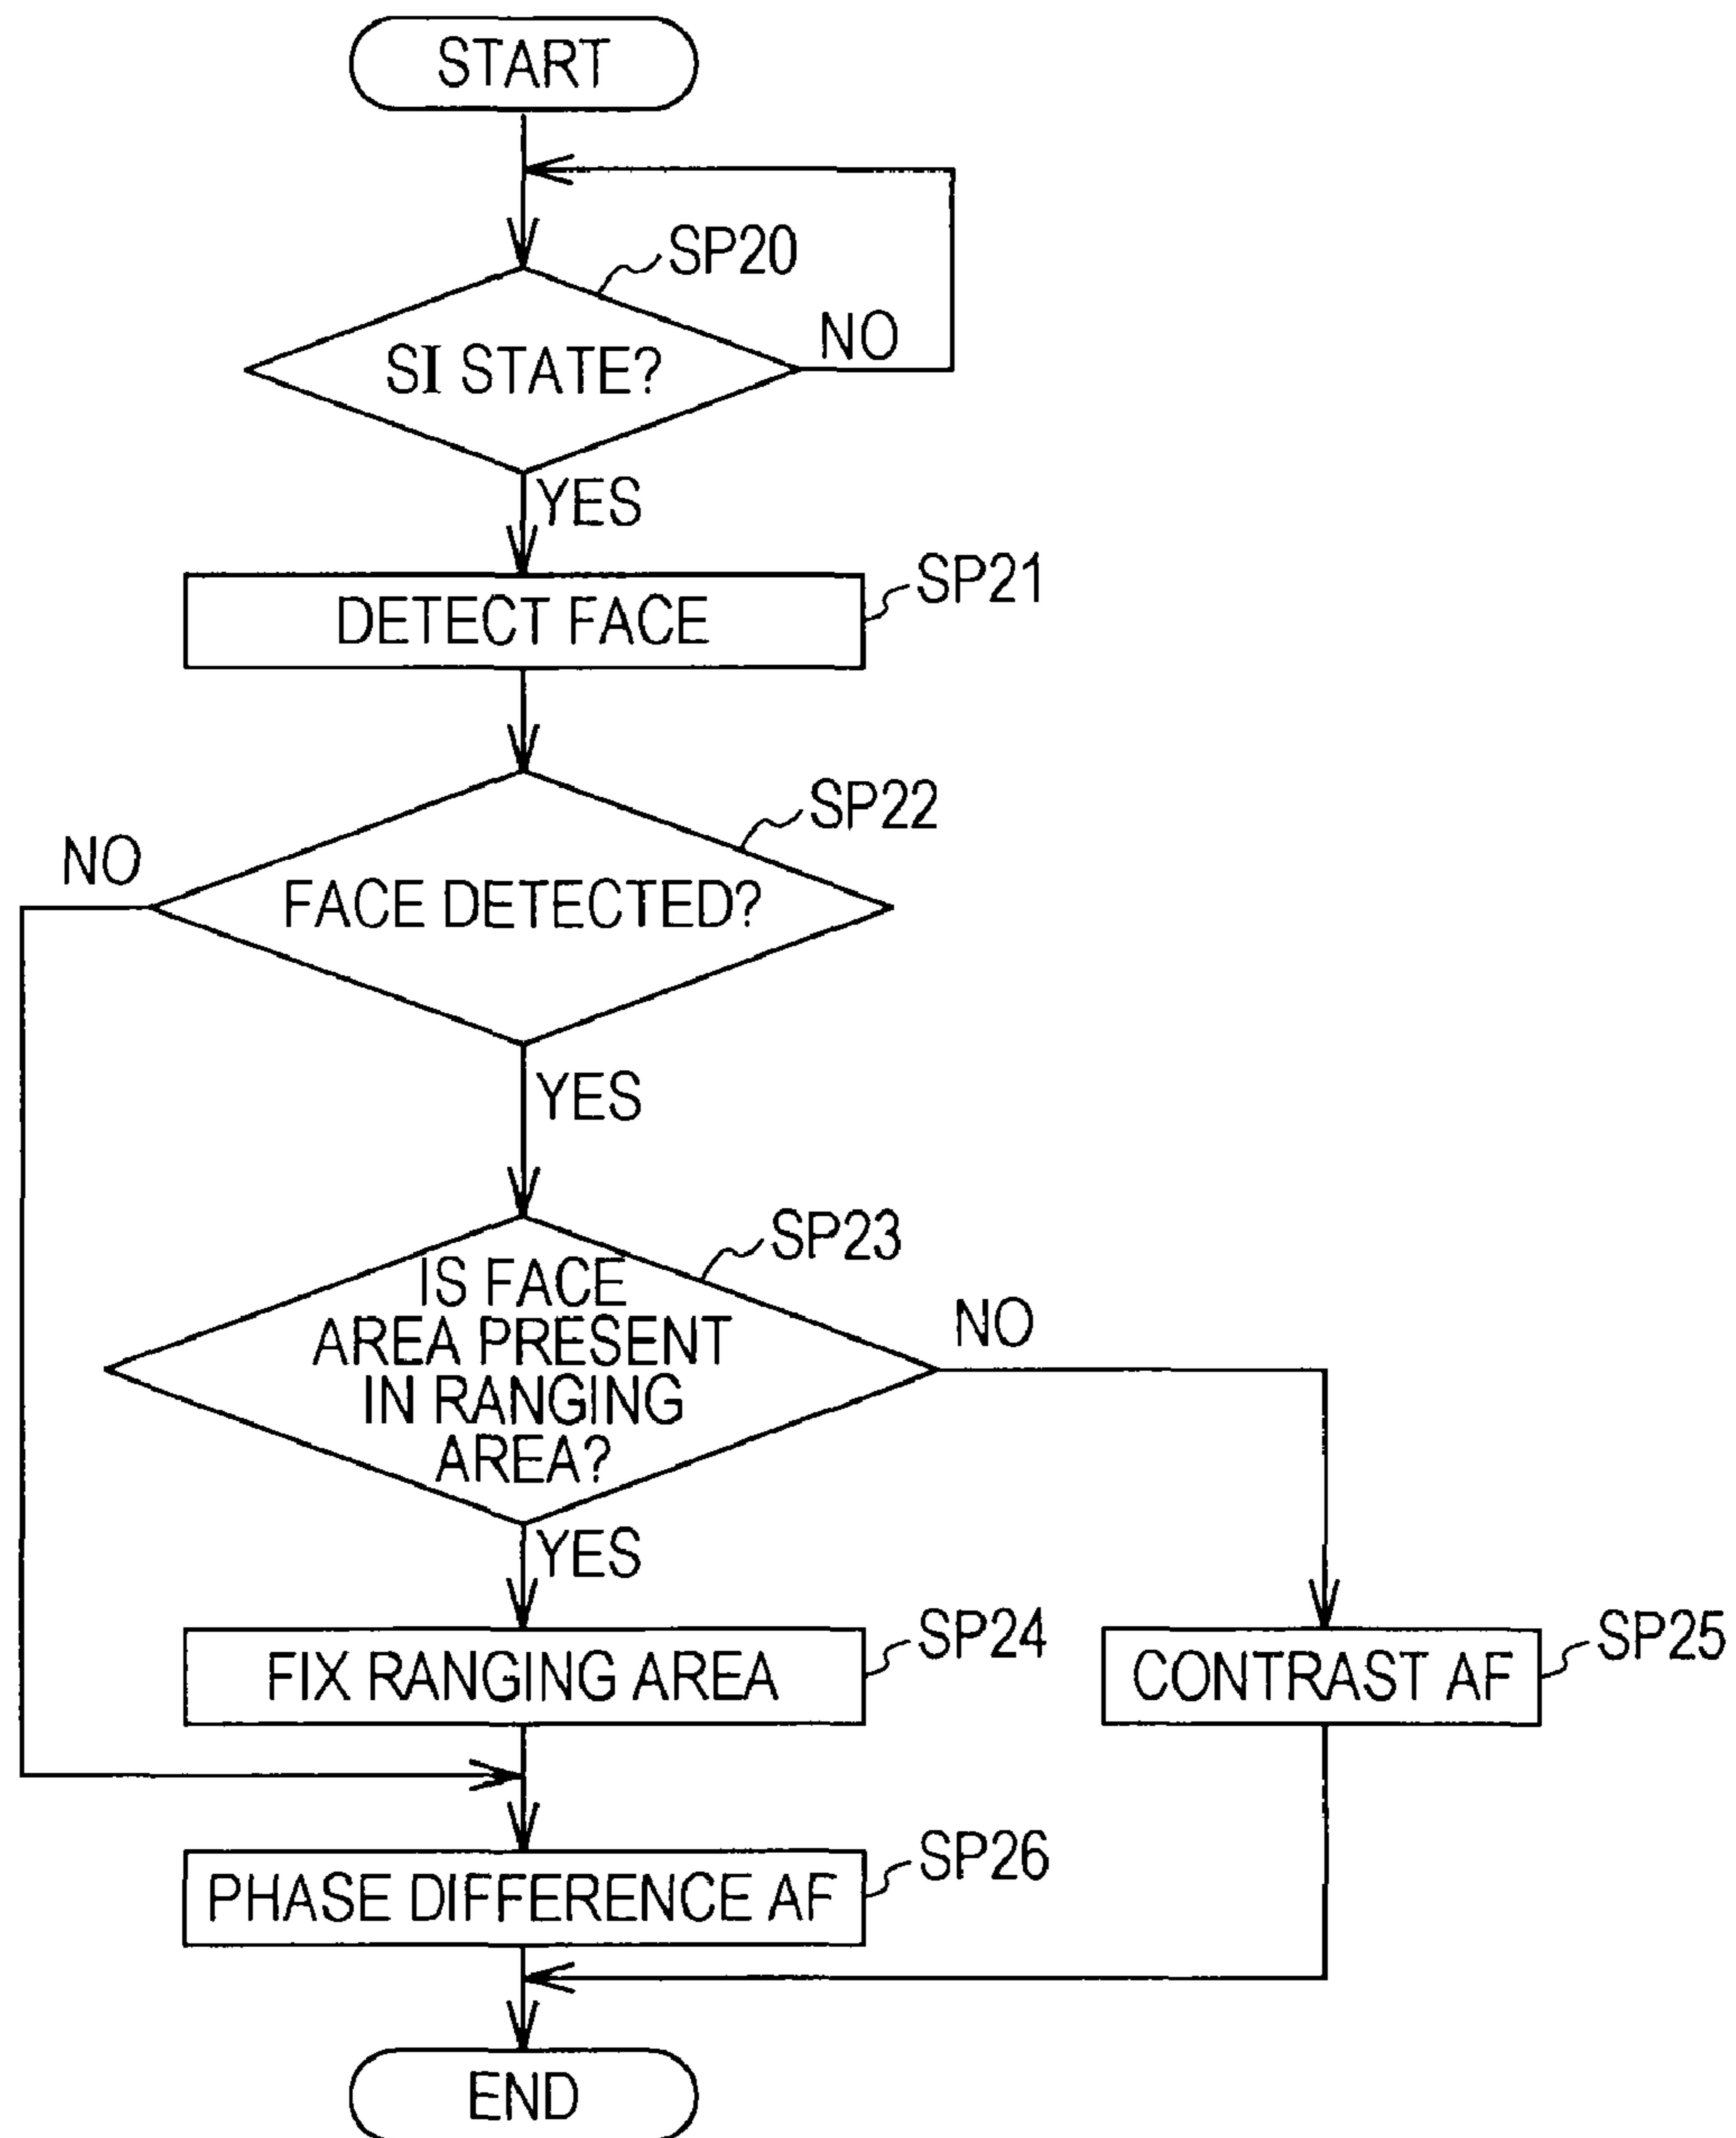 START
SP20
SI STATE?
NO
YES
DETECT FACE
SP21
SP22
NO
FACE DETECTED?
YES
SP23
IS FACE
AREA PRESENT
IN RANGING
AREA?
NO
YES
FIX RANGING AREA
SP24
CONTRAST AF
SP25
PHASE DIFFERENCE AF
SP26
END